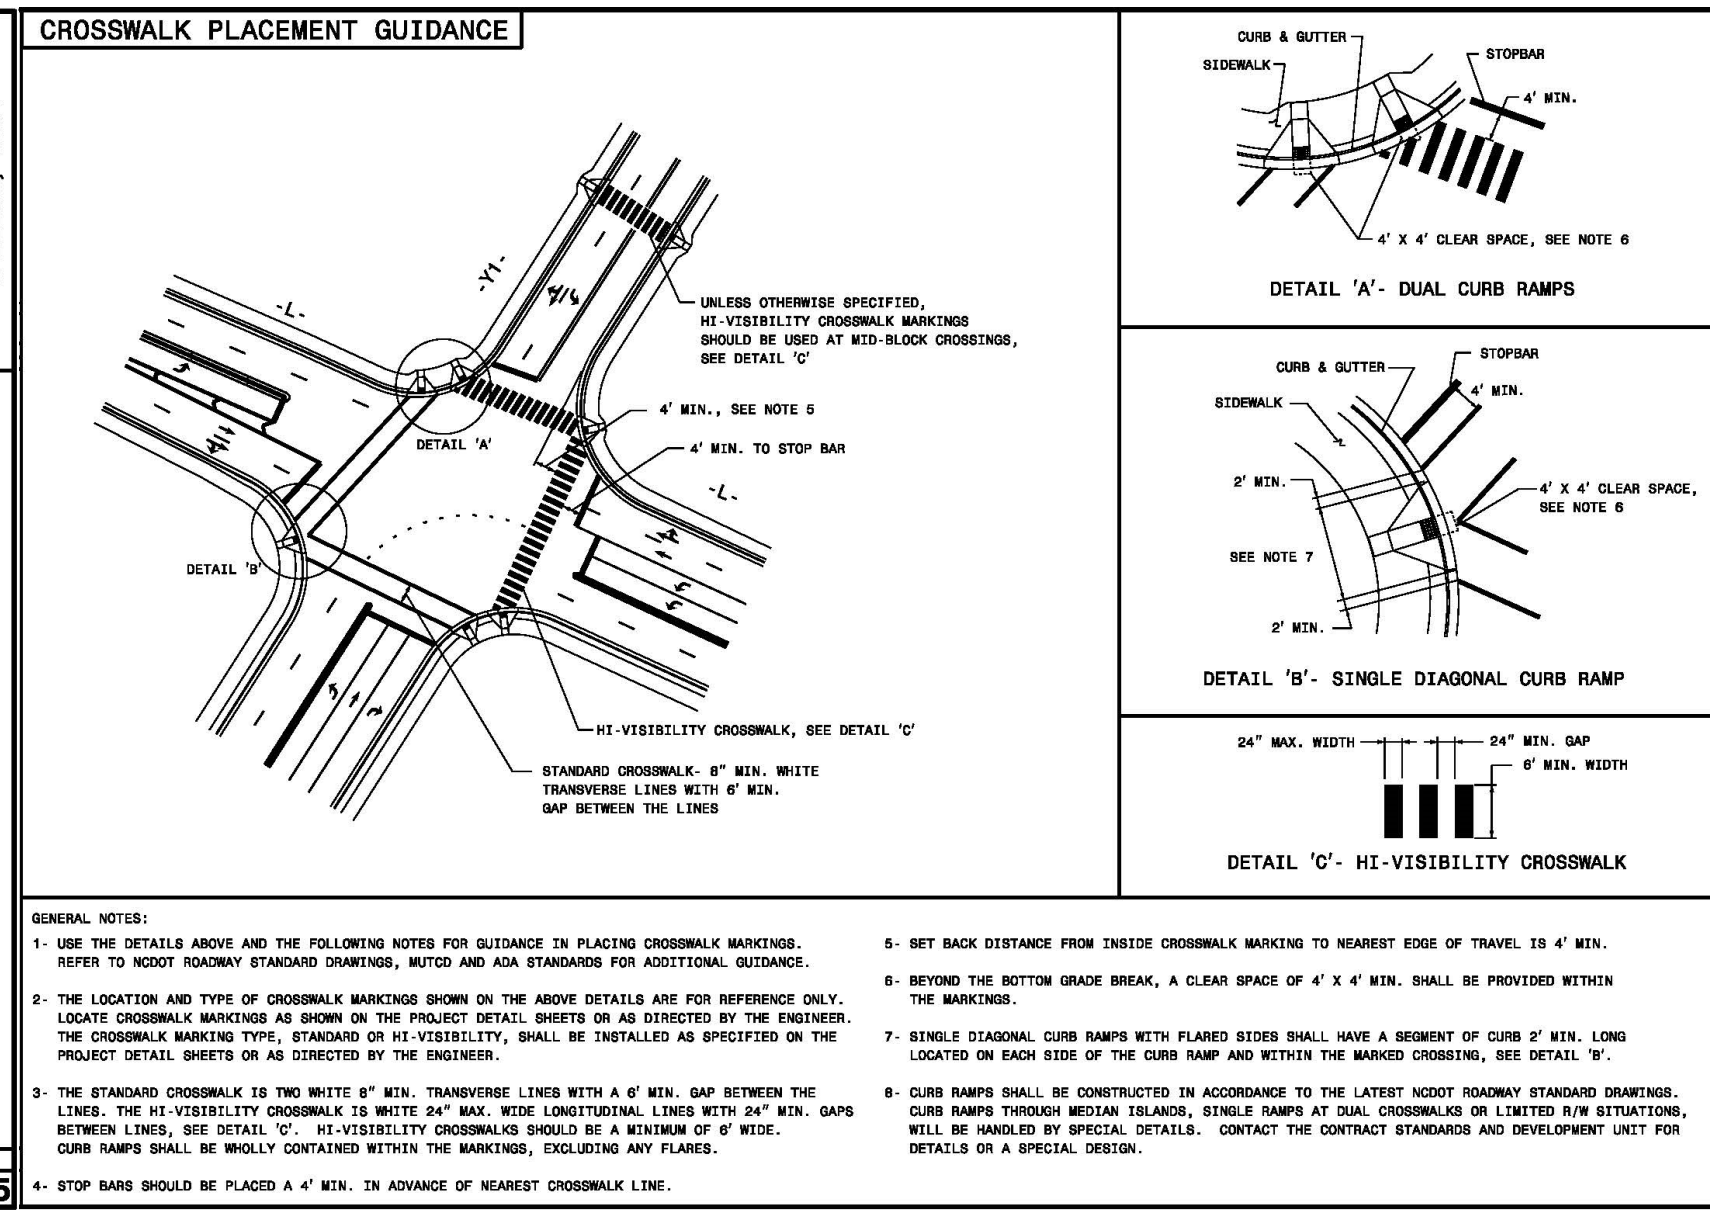 CROSSWALK PLACEMENT GUIDANCE
-Y1-
-L-
UNLESS OTHERWISE SPECIFIED,
HI-VISIBILITY CROSSWALK MARKINGS
SHOULD BE USED AT MID-BLOCK CROSSINGS,
SEE DETAIL 'C'
4' MIN., SEE NOTE 5
DETAIL 'A'
4' MIN. TO STOP BAR
-L-
DETAIL 'B'
HI-VISIBILITY CROSSWALK, SEE DETAIL 'C'
STANDARD CROSSWALK- 8" MIN. WHITE
TRANSVERSE LINES WITH 6' MIN.
GAP BETWEEN THE LINES
CURB & GUTTER
STOPBAR
SIDEWALK
4' MIN.
4' X 4' CLEAR SPACE, SEE NOTE 6
DETAIL 'A'- DUAL CURB RAMPS
STOPBAR
CURB & GUTTER
4' MIN.
SIDEWALK
2' MIN.
4' X 4' CLEAR SPACE,
SEE NOTE 6
SEE NOTE 7
2' MIN.
DETAIL 'B'- SINGLE DIAGONAL CURB RAMP
24" MAX. WIDTH
24" MIN. GAP
6' MIN. WIDTH
DETAIL 'C'- HI-VISIBILITY CROSSWALK
GENERAL NOTES:
1- USE THE DETAILS ABOVE AND THE FOLLOWING NOTES FOR GUIDANCE IN PLACING CROSSWALK MARKINGS.
REFER TO NCDOT ROADWAY STANDARD DRAWINGS, MUTCD AND ADA STANDARDS FOR ADDITIONAL GUIDANCE.
2- THE LOCATION AND TYPE OF CROSSWALK MARKINGS SHOWN ON THE ABOVE DETAILS ARE FOR REFERENCE ONLY.
LOCATE CROSSWALK MARKINGS AS SHOWN ON THE PROJECT DETAIL SHEETS OR AS DIRECTED BY THE ENGINEER.
THE CROSSWALK MARKING TYPE, STANDARD OR HI-VISIBILITY, SHALL BE INSTALLED AS SPECIFIED ON THE
PROJECT DETAIL SHEETS OR AS DIRECTED BY THE ENGINEER.
3- THE STANDARD CROSSWALK IS TWO WHITE 8" MIN. TRANSVERSE LINES WITH A 6' MIN. GAP BETWEEN THE
LINES. THE HI-VISIBILITY CROSSWALK IS WHITE 24" MAX. WIDE LONGITUDINAL LINES WITH 24" MIN. GAPS
BETWEEN LINES, SEE DETAIL 'C'. HI-VISIBILITY CROSSWALKS SHOULD BE A MINIMUM OF 6' WIDE.
CURB RAMPS SHALL BE WHOLLY CONTAINED WITHIN THE MARKINGS, EXCLUDING ANY FLARES.
4- STOP BARS SHOULD BE PLACED A 4' MIN. IN ADVANCE OF NEAREST CROSSWALK LINE.
5- SET BACK DISTANCE FROM INSIDE CROSSWALK MARKING TO NEAREST EDGE OF TRAVEL IS 4' MIN.
6- BEYOND THE BOTTOM GRADE BREAK, A CLEAR SPACE OF 4' X 4' MIN. SHALL BE PROVIDED WITHIN
THE MARKINGS.
7- SINGLE DIAGONAL CURB RAMPS WITH FLARED SIDES SHALL HAVE A SEGMENT OF CURB 2' MIN. LONG
LOCATED ON EACH SIDE OF THE CURB RAMP AND WITHIN THE MARKED CROSSING, SEE DETAIL 'B'.
8- CURB RAMPS SHALL BE CONSTRUCTED IN ACCORDANCE TO THE LATEST NCDOT ROADWAY STANDARD DRAWINGS.
CURB RAMPS THROUGH MEDIAN ISLANDS, SINGLE RAMPS AT DUAL CROSSWALKS OR LIMITED R/W SITUATIONS,
WILL BE HANDLED BY SPECIAL DETAILS. CONTACT THE CONTRACT STANDARDS AND DEVELOPMENT UNIT FOR
DETAILS OR A SPECIAL DESIGN.